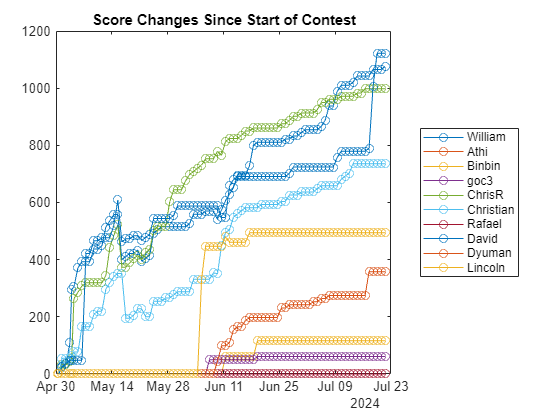 Score Changes Since Start of Contest
1200
1000
800
600
400
200
0
Apr 30 May 14 May 28 Jun 11 Jun 25 Jul 09 Jul 23
2024
William
Athi
Binbin
goc3
ChrisR
Christian
Rafael
David
Dyuman
Lincoln